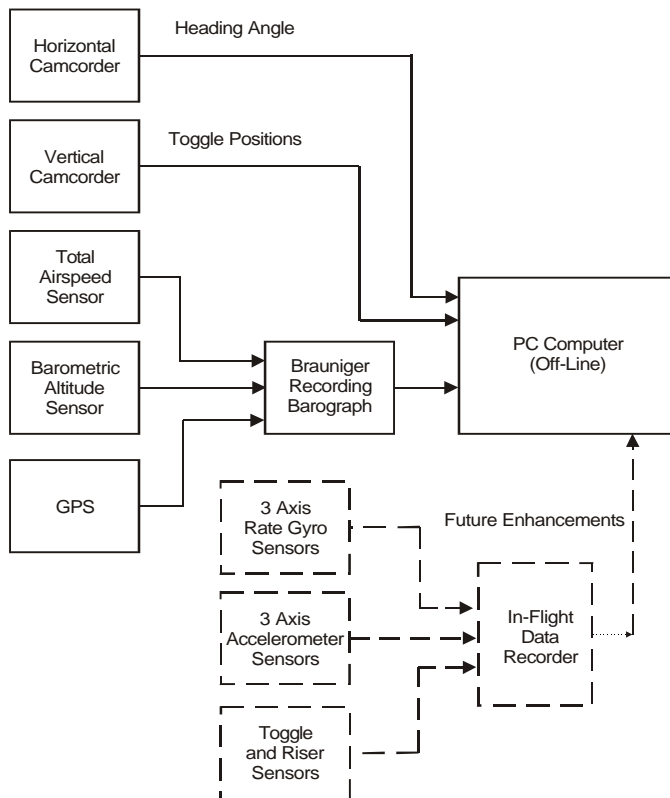 Horizontal
Camcorder
Heading Angle
Vertical
Camcorder
Toggle Positions
Total
Airspeed
Sensor
Barometric
Altitude
Sensor
GPS
Brauniger
Recording
Barograph
PC Computer
(Off-Line)
3 Axis
Rate Gyro
Sensors
Future Enhancements
3 Axis
Accelerometer
Sensors
In-Flight
Data
Recorder
Toggle
and Riser
Sensors